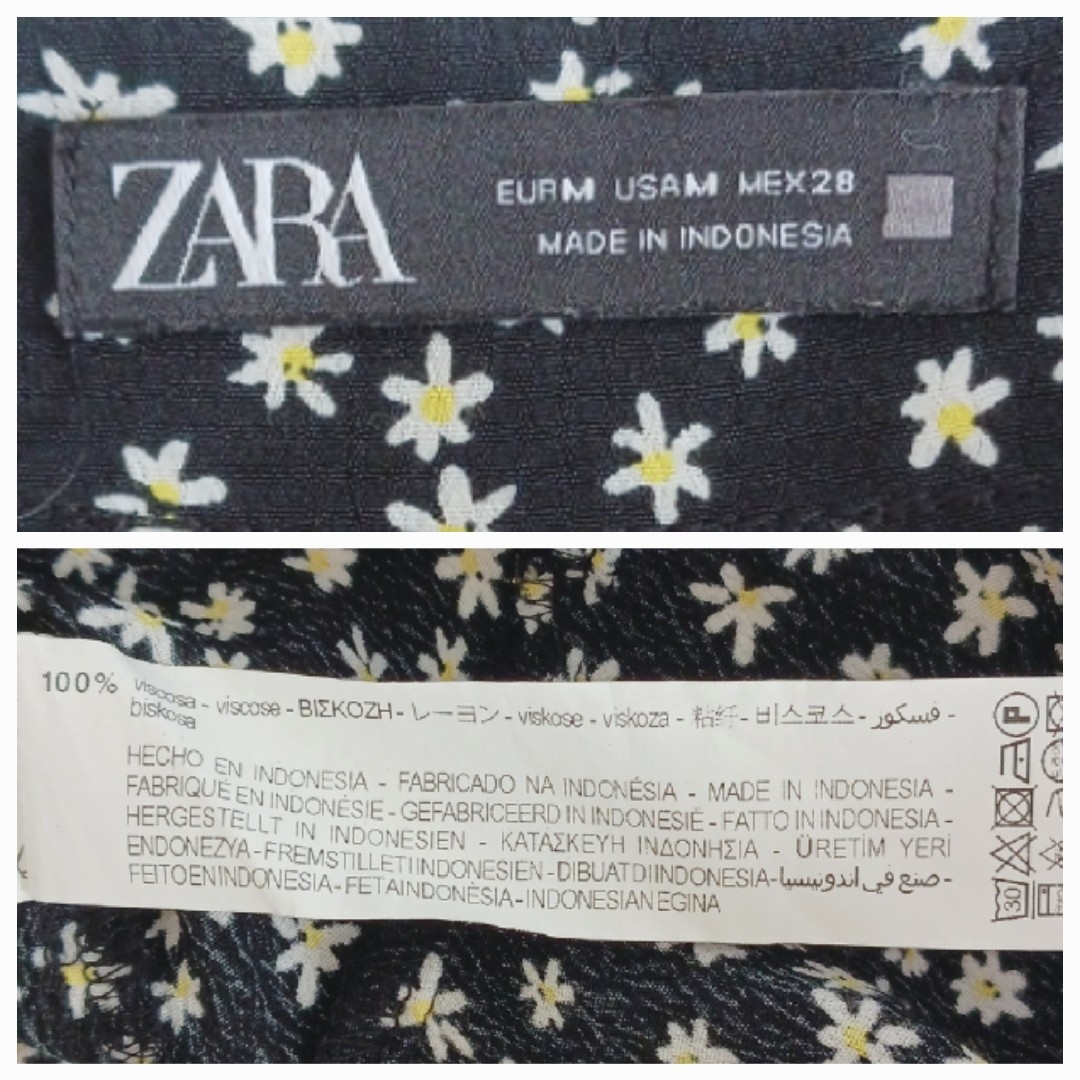 ZARA
EUR M USA M MEX 28
MADE IN INDONESIA
100% viscosa - viscose - ΒΙΣΚΟΖΗ - レーヨン - viskose - viskoza - 粘纤 - 비스코스 - فسكوز -
biskosa
HECHO EN INDONESIA - FABRICADO NA INDONÉSIA - MADE IN INDONESIA -
FABRIQUÉ EN INDONÉSIE - GEFABRICEERD IN INDONESIË - FATTO IN INDONESIA -
HERGESTELLT IN INDONESIEN - ΚΑΤΑΣΚΕΥΗ ΙΝΔΟΝΗΣΙΑ - ÜRETİM YERİ
ENDONEZYA - FREMSTILLET I INDONESIEN - DIBUAT DI INDONESIA - صنع في اندونيسيا -
FEITO EN INDONESIA - FET A INDONÈSIA - INDONESIAN EGINA
P
30